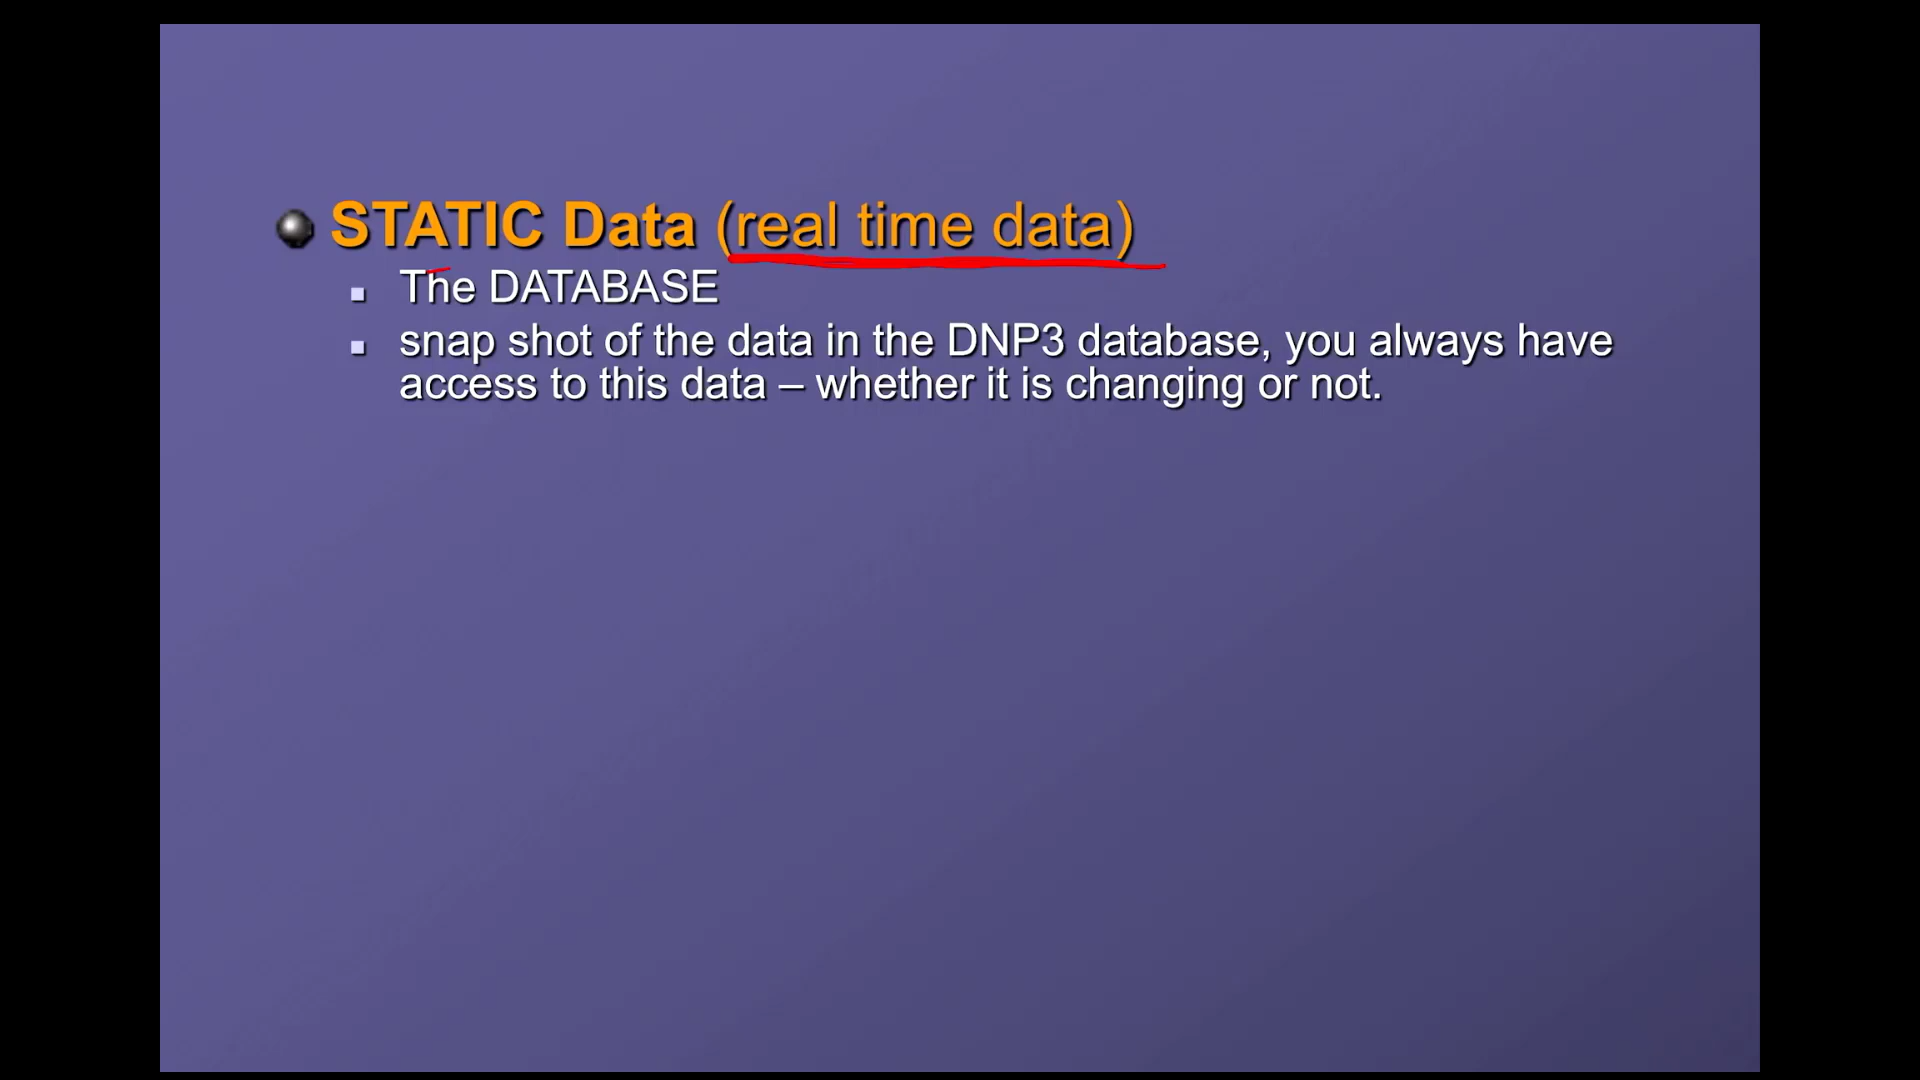 STATIC Data (real time data)
The DATABASE
snap shot of the data in the DNP3 database, you always have
access to this data – whether it is changing or not.